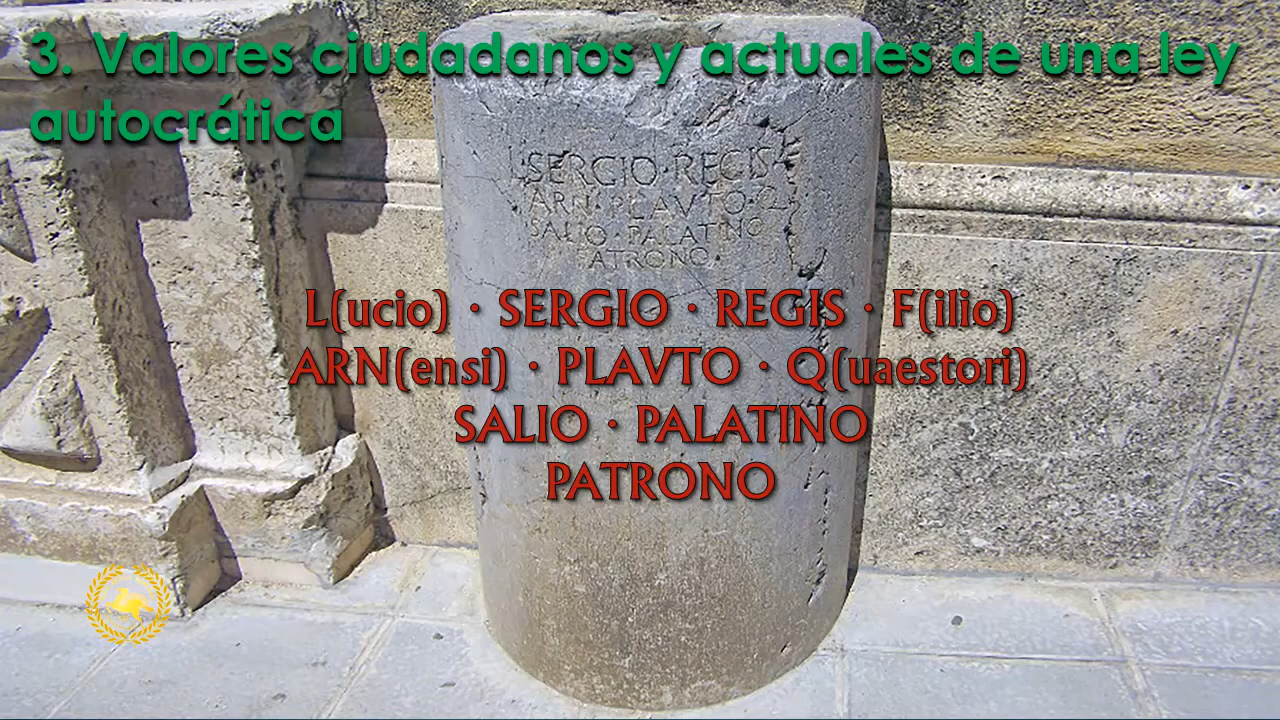 3. Valores ciudadanos y actuales de una ley
autocrática
SERGIO · REGIS
ARN · PLAVTO · Q
SALIO · PALATINO
PATRONO
L(ucio) · SERGIO · REGIS · F(ilio)
ARN(ensi) · PLAVTO · Q(uaestori)
SALIO · PALATINO
PATRONO